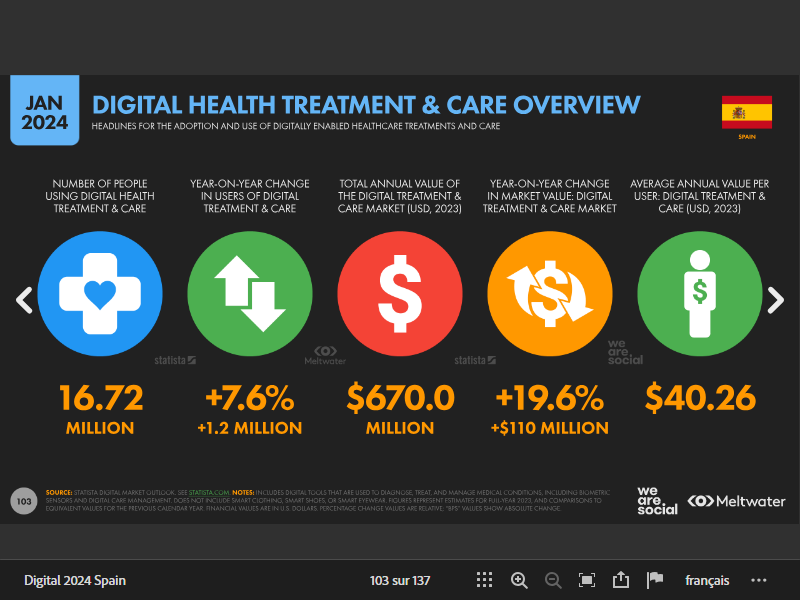 JAN
2024
DIGITAL HEALTH TREATMENT & CARE OVERVIEW
HEADLINES FOR THE ADOPTION AND USE OF DIGITALLY ENABLED HEALTHCARE TREATMENTS AND CARE
SPAIN
NUMBER OF PEOPLE
USING DIGITAL HEALTH
TREATMENT & CARE
YEAR-ON-YEAR CHANGE
IN USERS OF DIGITAL
TREATMENT & CARE
TOTAL ANNUAL VALUE OF
THE DIGITAL TREATMENT &
CARE MARKET (USD, 2023)
YEAR-ON-YEAR CHANGE
IN MARKET VALUE: DIGITAL
TREATMENT & CARE MARKET
AVERAGE ANNUAL VALUE PER
USER: DIGITAL TREATMENT &
CARE (USD, 2023)
$
$
$
$
statista
Meltwater
statista
we
are
social
16.72
MILLION
+7.6%
+1.2 MILLION
$670.0
MILLION
+19.6%
+$110 MILLION
$40.26
103
SOURCE: STATISTA DIGITAL MARKET OUTLOOK. SEE STATISTA.COM. NOTES: INCLUDES DIGITAL TOOLS THAT ARE USED TO DIAGNOSE, TREAT, AND MANAGE MEDICAL CONDITIONS, INCLUDING BIOMETRIC
SENSORS AND DIGITAL CARE MANAGEMENT. DOES NOT INCLUDE SMART CLOTHING, SMART SHOES, OR SMART EYEWEAR. FIGURES REPRESENT ESTIMATES FOR FULL-YEAR 2023, AND COMPARISONS TO
EQUIVALENT VALUES FOR THE PREVIOUS CALENDAR YEAR. FINANCIAL VALUES ARE IN U.S. DOLLARS. PERCENTAGE CHANGE VALUES ARE RELATIVE; "BPS" VALUES SHOW ABSOLUTE CHANGE.
we
are
social
Meltwater
Digital 2024 Spain
103 sur 137
français